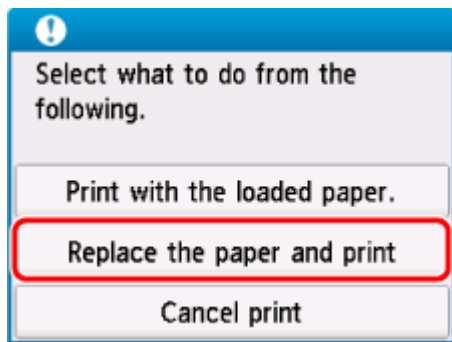 Select what to do from the
following.
Print with the loaded paper.
Replace the paper and print
Cancel print